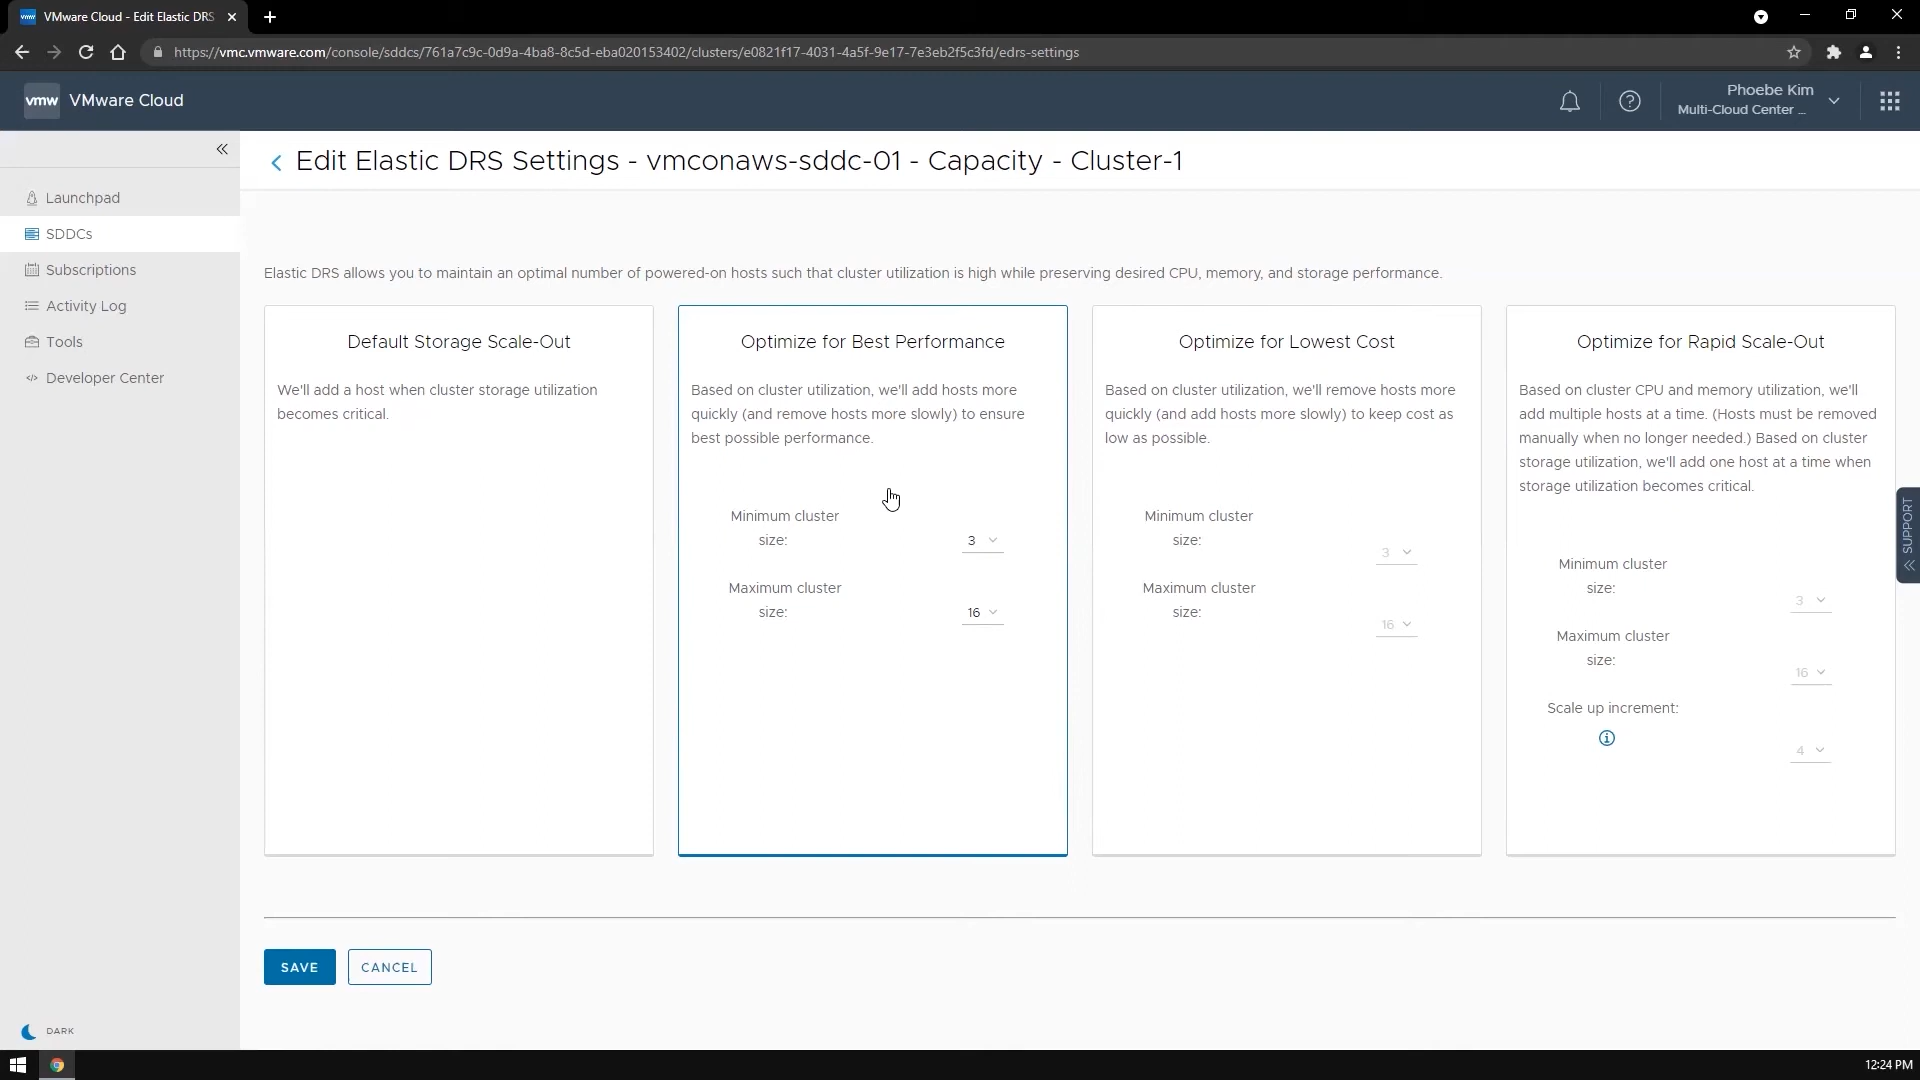 VMware Cloud - Edit Elastic DRS
https://vmc.vmware.com/console/sddcs/761a7c9c-0d9a-4ba8-8c5d-eba020153402/clusters/e0821f17-4031-4a5f-9e17-7e3eb2f5c3fd/edrs-settings
vmw VMware Cloud
Phoebe Kim
Multi-Cloud Center ...
Edit Elastic DRS Settings - vmconaws-sddc-01 - Capacity - Cluster-1
Launchpad
SDDCs
Subscriptions
Activity Log
Tools
Developer Center
Elastic DRS allows you to maintain an optimal number of powered-on hosts such that cluster utilization is high while preserving desired CPU, memory, and storage performance.
Default Storage Scale-Out
We'll add a host when cluster storage utilization
becomes critical.
Optimize for Best Performance
Based on cluster utilization, we'll add hosts more
quickly (and remove hosts more slowly) to ensure
best possible performance.
Minimum cluster
size:
3
Maximum cluster
size:
16
Optimize for Lowest Cost
Based on cluster utilization, we'll remove hosts more
quickly (and add hosts more slowly) to keep cost as
low as possible.
Minimum cluster
size:
3
Maximum cluster
size:
16
Optimize for Rapid Scale-Out
Based on cluster CPU and memory utilization, we'll
add multiple hosts at a time. (Hosts must be removed
manually when no longer needed.) Based on cluster
storage utilization, we'll add one host at a time when
storage utilization becomes critical.
Minimum cluster
size:
3
Maximum cluster
size:
16
Scale up increment:
4
SUPPORT
SAVE
CANCEL
DARK
12:24 PM